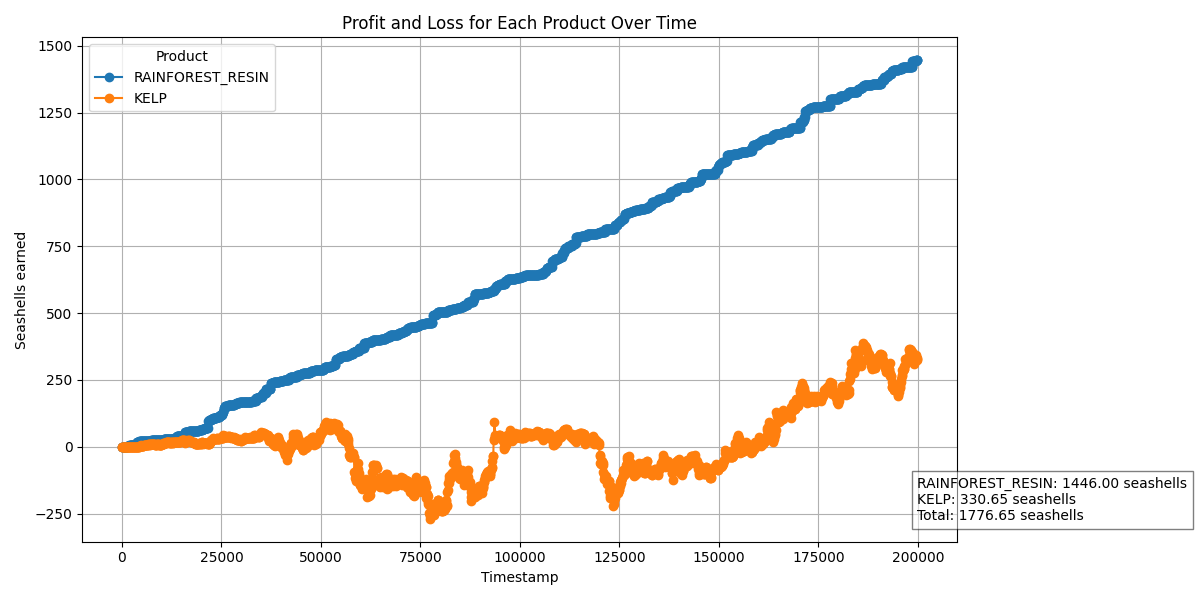 Profit and Loss for Each Product Over Time
Seashells earned
1500
1250
1000
750
500
250
0
−250
Product
RAINFOREST_RESIN
KELP
RAINFOREST_RESIN: 1446.00 seashells
KELP: 330.65 seashells
Total: 1776.65 seashells
0 25000 50000 75000 100000 125000 150000 175000 200000
Timestamp